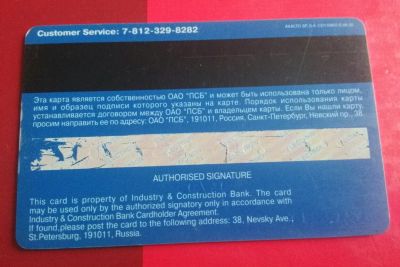 Customer Service: 7-812-329-8282
Эта карта является собственностью ОАО "ПСБ" и может быть использована только лицом,
имя и образец подписи которого указаны на карте. Порядок использования карты
устанавливается договором между ОАО "ПСБ" и владельцем карты. Если Вы нашли карту,
просим направить ее по адресу: ОАО "ПСБ", 191011, Россия, Санкт-Петербург, Невский пр., 38.
AUTHORISED SIGNATURE
This card is property of Industry & Construction Bank. The card
may be used only by the authorized signatory only in accordance with
Industry & Construction Bank Cardholder Agreement.
If found,please post the card to the following address: 38, Nevsky Ave.,
St.Petersburg, 191011, Russia.